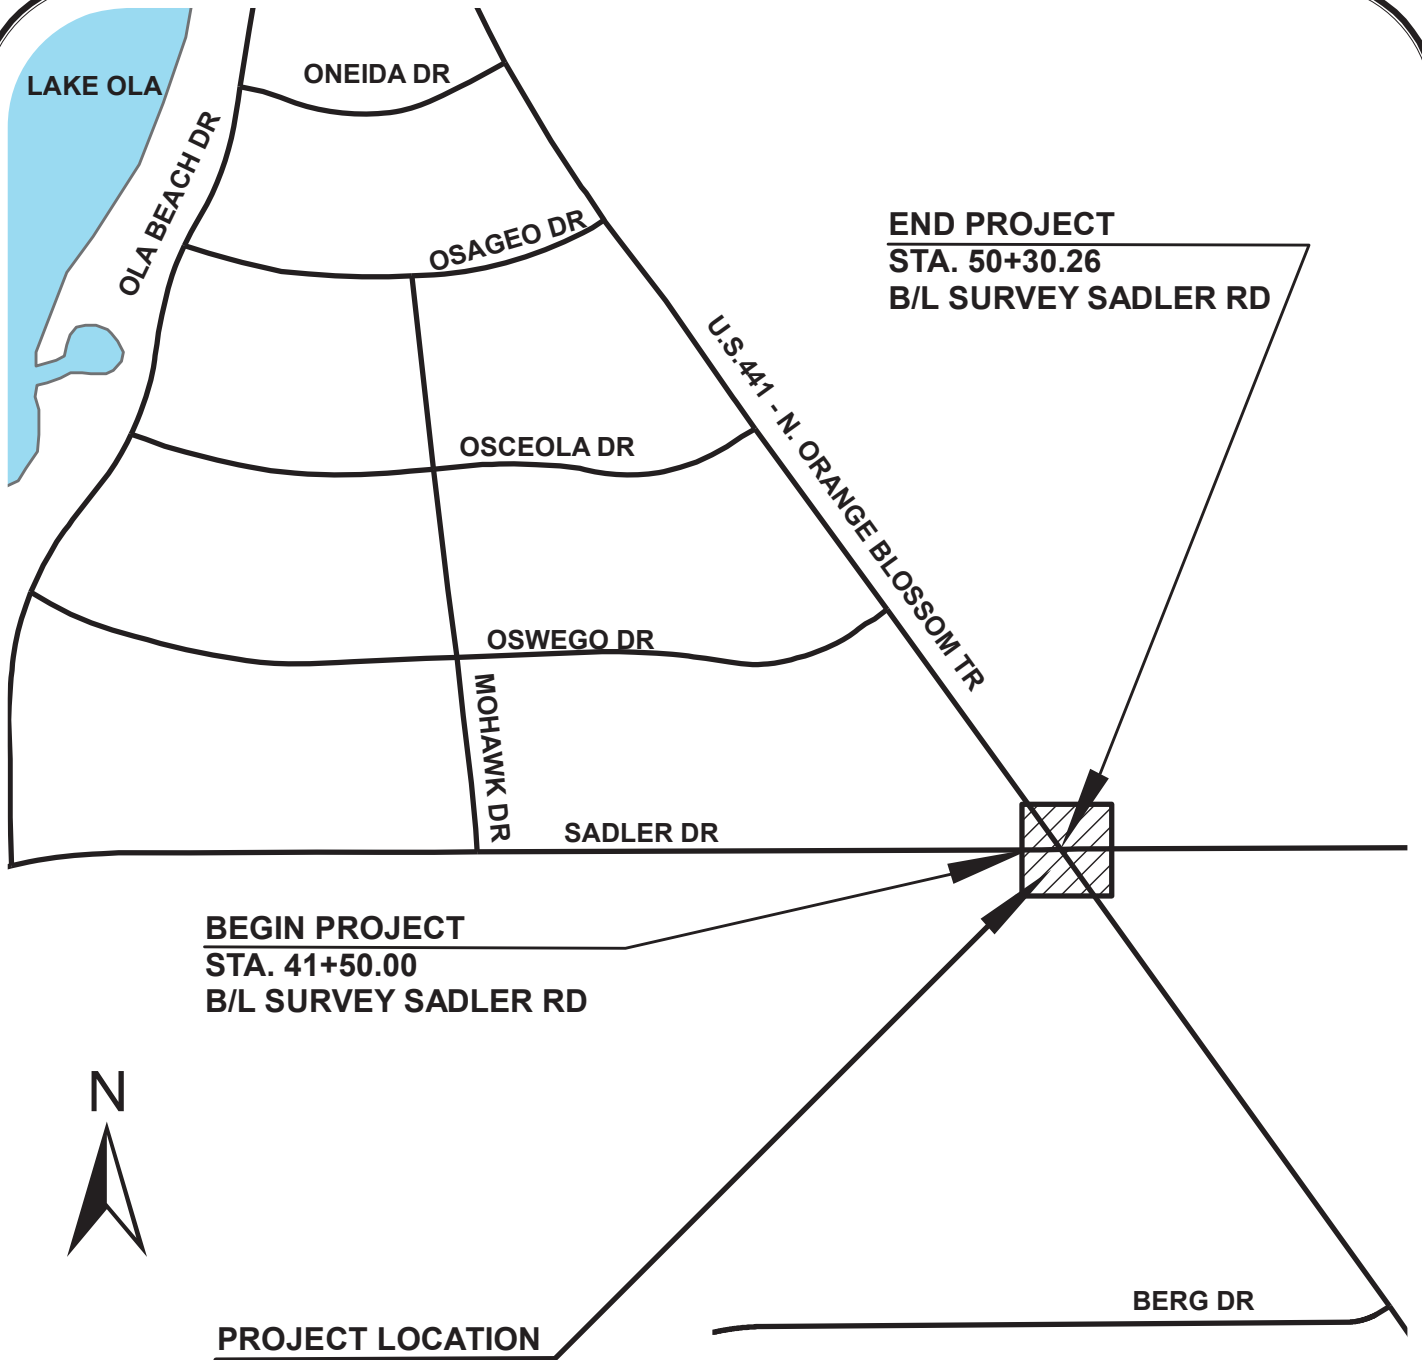 ONEIDA DR
LAKE OLA
OLA BEACH DR
OSAGEO DR
END PROJECT
STA. 50+30.26
B/L SURVEY SADLER RD
U.S.441 - N. ORANGE BLOSSOM TR
OSCEOLA DR
OSWEGO DR
MOHAWK DR
SADLER DR
BEGIN PROJECT
STA. 41+50.00
B/L SURVEY SADLER RD
N
BERG DR
PROJECT LOCATION